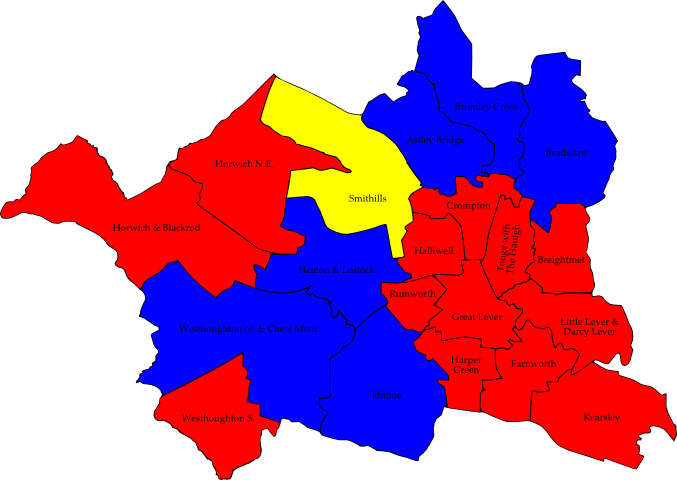 Bromley Cross
Astley Bridge
Bradshaw
Horwich N.E.
Smithills
Crompton
Horwich & Blackrod
Tonge with
The Haulgh
Halliwell
Breightmet
Heaton & Lostock
Rumworth
Great Lever
Little Lever &
Darcy Lever
Westhoughton N. & Chew Moor
Harper
Green
Farnworth
Hulton
Westhoughton S.
Kearsley